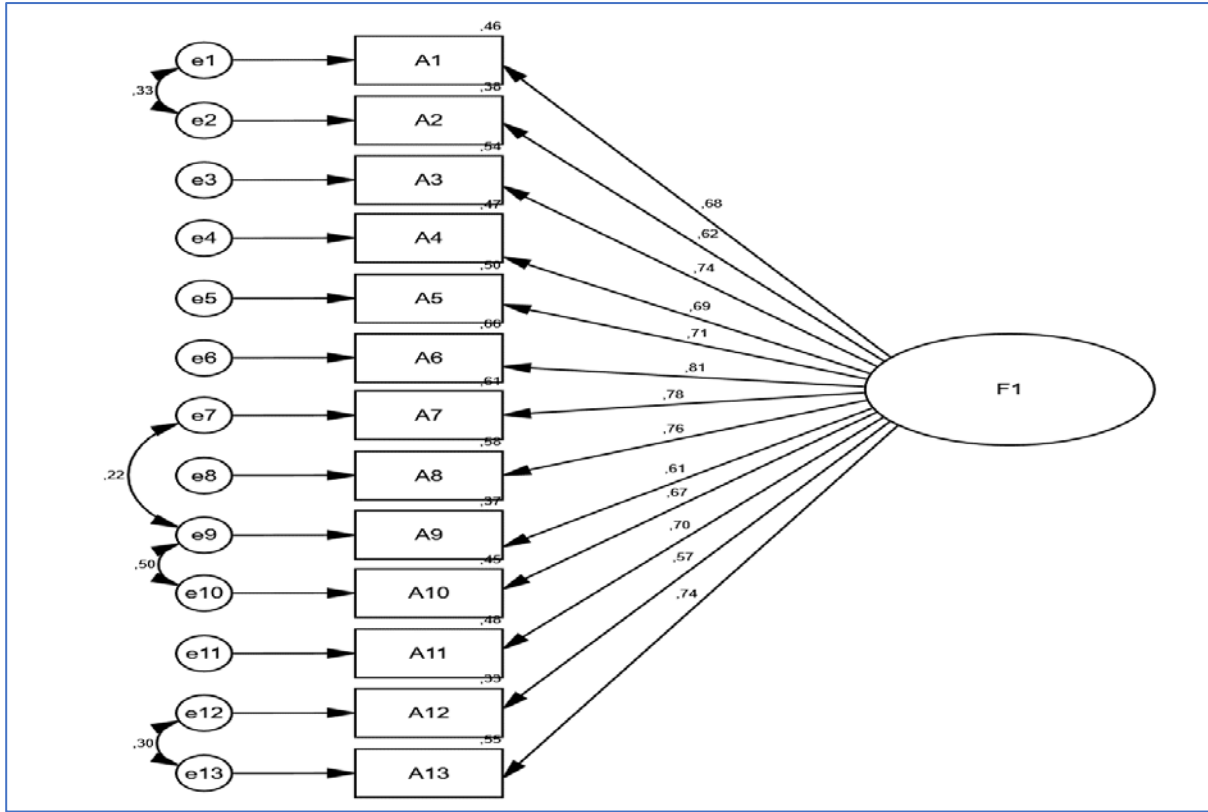 ,46
e1
A1
,38
,33
e2
A2
,54
e3
A3
,68
,47
,62
e4
A4
,74
,50
e5
A5
,69
,66
,71
e6
A6
,81
F1
,61
e7
A7
,78
,58
,76
,22
e8
A8
,61
,37
,67
e9
A9
,70
,45
,50
,57
e10
A10
,74
,48
e11
A11
,33
e12
A12
,30
,55
e13
A13